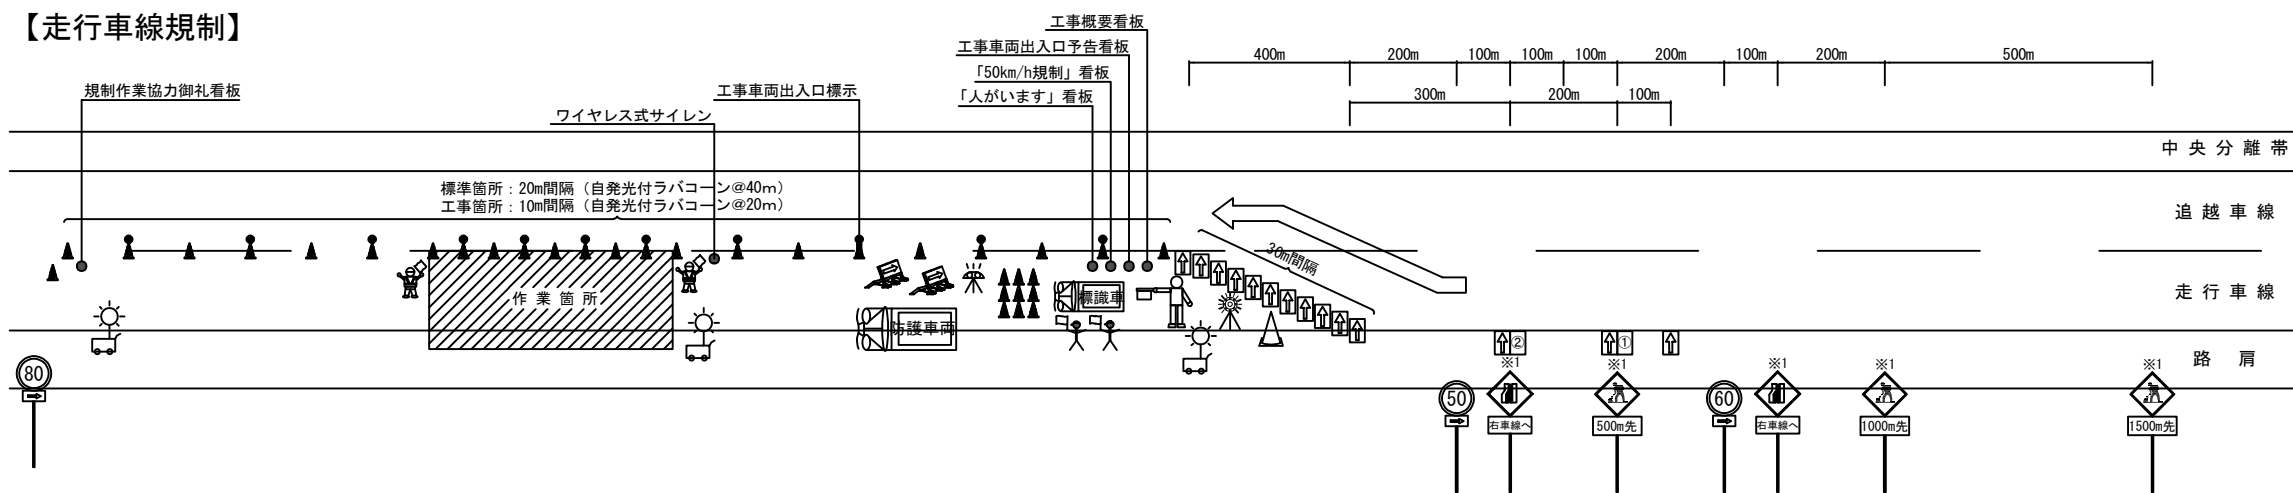 【走行車線規制】
工事概要看板
工事車両出入口予告看板
「50km/h規制」看板
「人がいます」看板
規制作業協力御礼看板
工事車両出入口標示
ワイヤレス式サイレン
400m
200m
100m
100m
100m
200m
100m
200m
500m
300m
200m
100m
中央分離帯
標準箇所：20m間隔（自発光付ラバコーン@40m）
工事箇所：10m間隔（自発光付ラバコーン@20m）
追越車線
30m間隔
作業箇所
標識車
走行車線
防護車両
②
①
路肩
※1
※1
※1
※1
※1
80
50
60
右車線へ
500m先
右車線へ
1000m先
1500m先